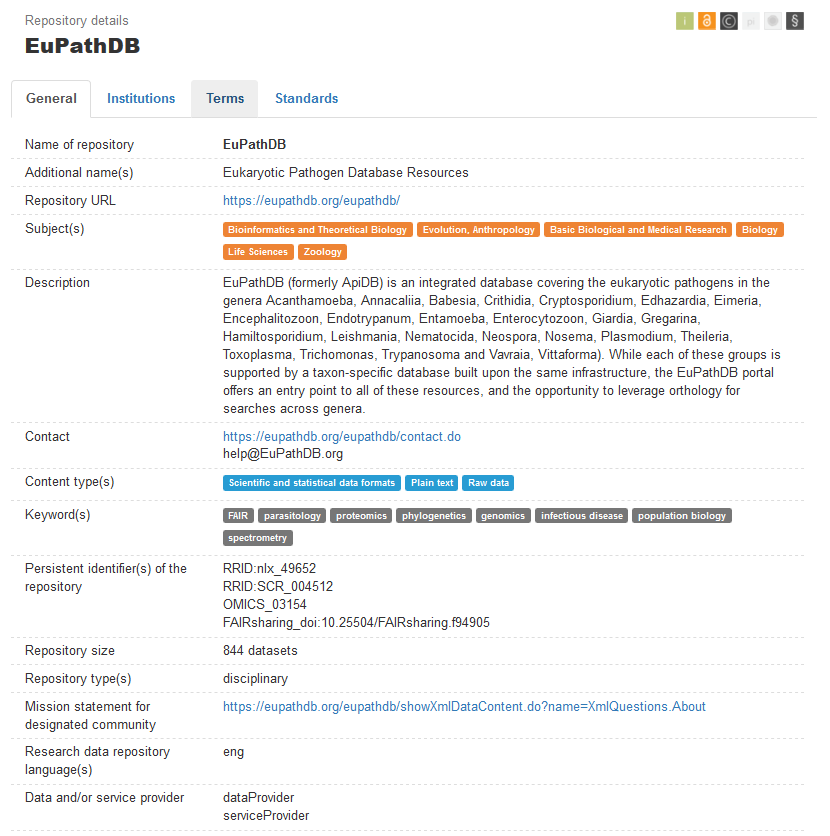 Repository details
EuPathDB
i © pi §
General Institutions Terms Standards
Name of repository EuPathDB
Additional name(s) Eukaryotic Pathogen Database Resources
Repository URL https://eupathdb.org/eupathdb/
Subject(s) Bioinformatics and Theoretical Biology Evolution, Anthropology Basic Biological and Medical Research Biology
Life Sciences Zoology
Description EuPathDB (formerly ApiDB) is an integrated database covering the eukaryotic pathogens in the
genera Acanthamoeba, Annacaliia, Babesia, Crithidia, Cryptosporidium, Edhazardia, Eimeria,
Encephalitozoon, Endotrypanum, Entamoeba, Enterocytozoon, Giardia, Gregarina,
Hamiltosporidium, Leishmania, Nematocida, Neospora, Nosema, Plasmodium, Theileria,
Toxoplasma, Trichomonas, Trypanosoma and Vavraia, Vittaforma). While each of these groups is
supported by a taxon-specific database built upon the same infrastructure, the EuPathDB portal
offers an entry point to all of these resources, and the opportunity to leverage orthology for
searches across genera.
Contact https://eupathdb.org/eupathdb/contact.do
help@EuPathDB.org
Content type(s) Scientific and statistical data formats Plain text Raw data
Keyword(s) FAIR parasitology proteomics phylogenetics genomics infectious disease population biology
spectrometry
Persistent identifier(s) of the RRID:nlx_49652
repository RRID:SCR_004512
OMICS_03154
FAIRsharing_doi:10.25504/FAIRsharing.f94905
Repository size 844 datasets
Repository type(s) disciplinary
Mission statement for https://eupathdb.org/eupathdb/showXmlDataContent.do?name=XmlQuestions.About
designated community
Research data repository eng
language(s)
Data and/or service provider dataProvider
serviceProvider